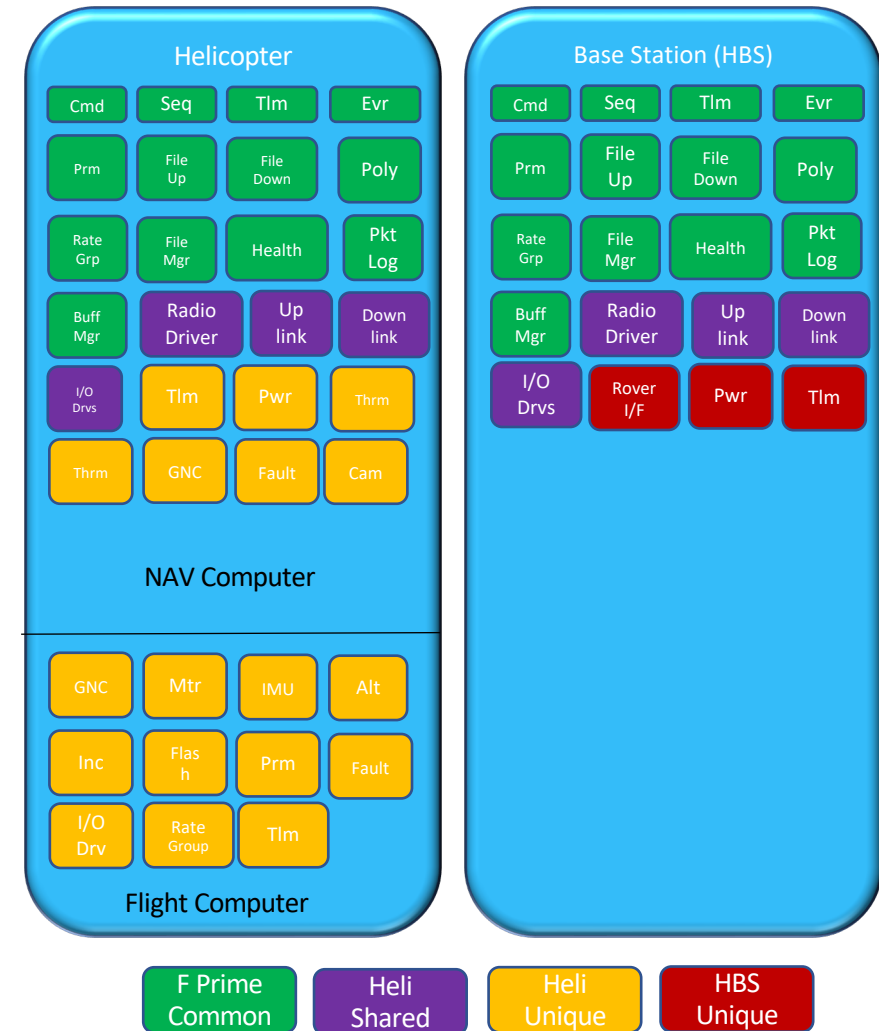 Helicopter
Cmd
Seq
Tlm
Evr
Prm
File
Up
File
Down
Poly
Rate
Grp
File
Mgr
Health
Pkt
Log
Buff
Mgr
Radio
Driver
Up
link
Down
link
I/O
Drvs
Tlm
Pwr
Thrm
Thrm
GNC
Fault
Cam
NAV Computer
GNC
Mtr
IMU
Alt
Inc
Flas
h
Prm
Fault
I/O
Drv
Rate
Group
Tlm
Flight Computer
Base Station (HBS)
Cmd
Seq
Tlm
Evr
Prm
File
Up
File
Down
Poly
Rate
Grp
File
Mgr
Health
Pkt
Log
Buff
Mgr
Radio
Driver
Up
link
Down
link
I/O
Drvs
Rover
I/F
Pwr
Tlm
F Prime
Common
Heli
Shared
Heli
Unique
HBS
Unique